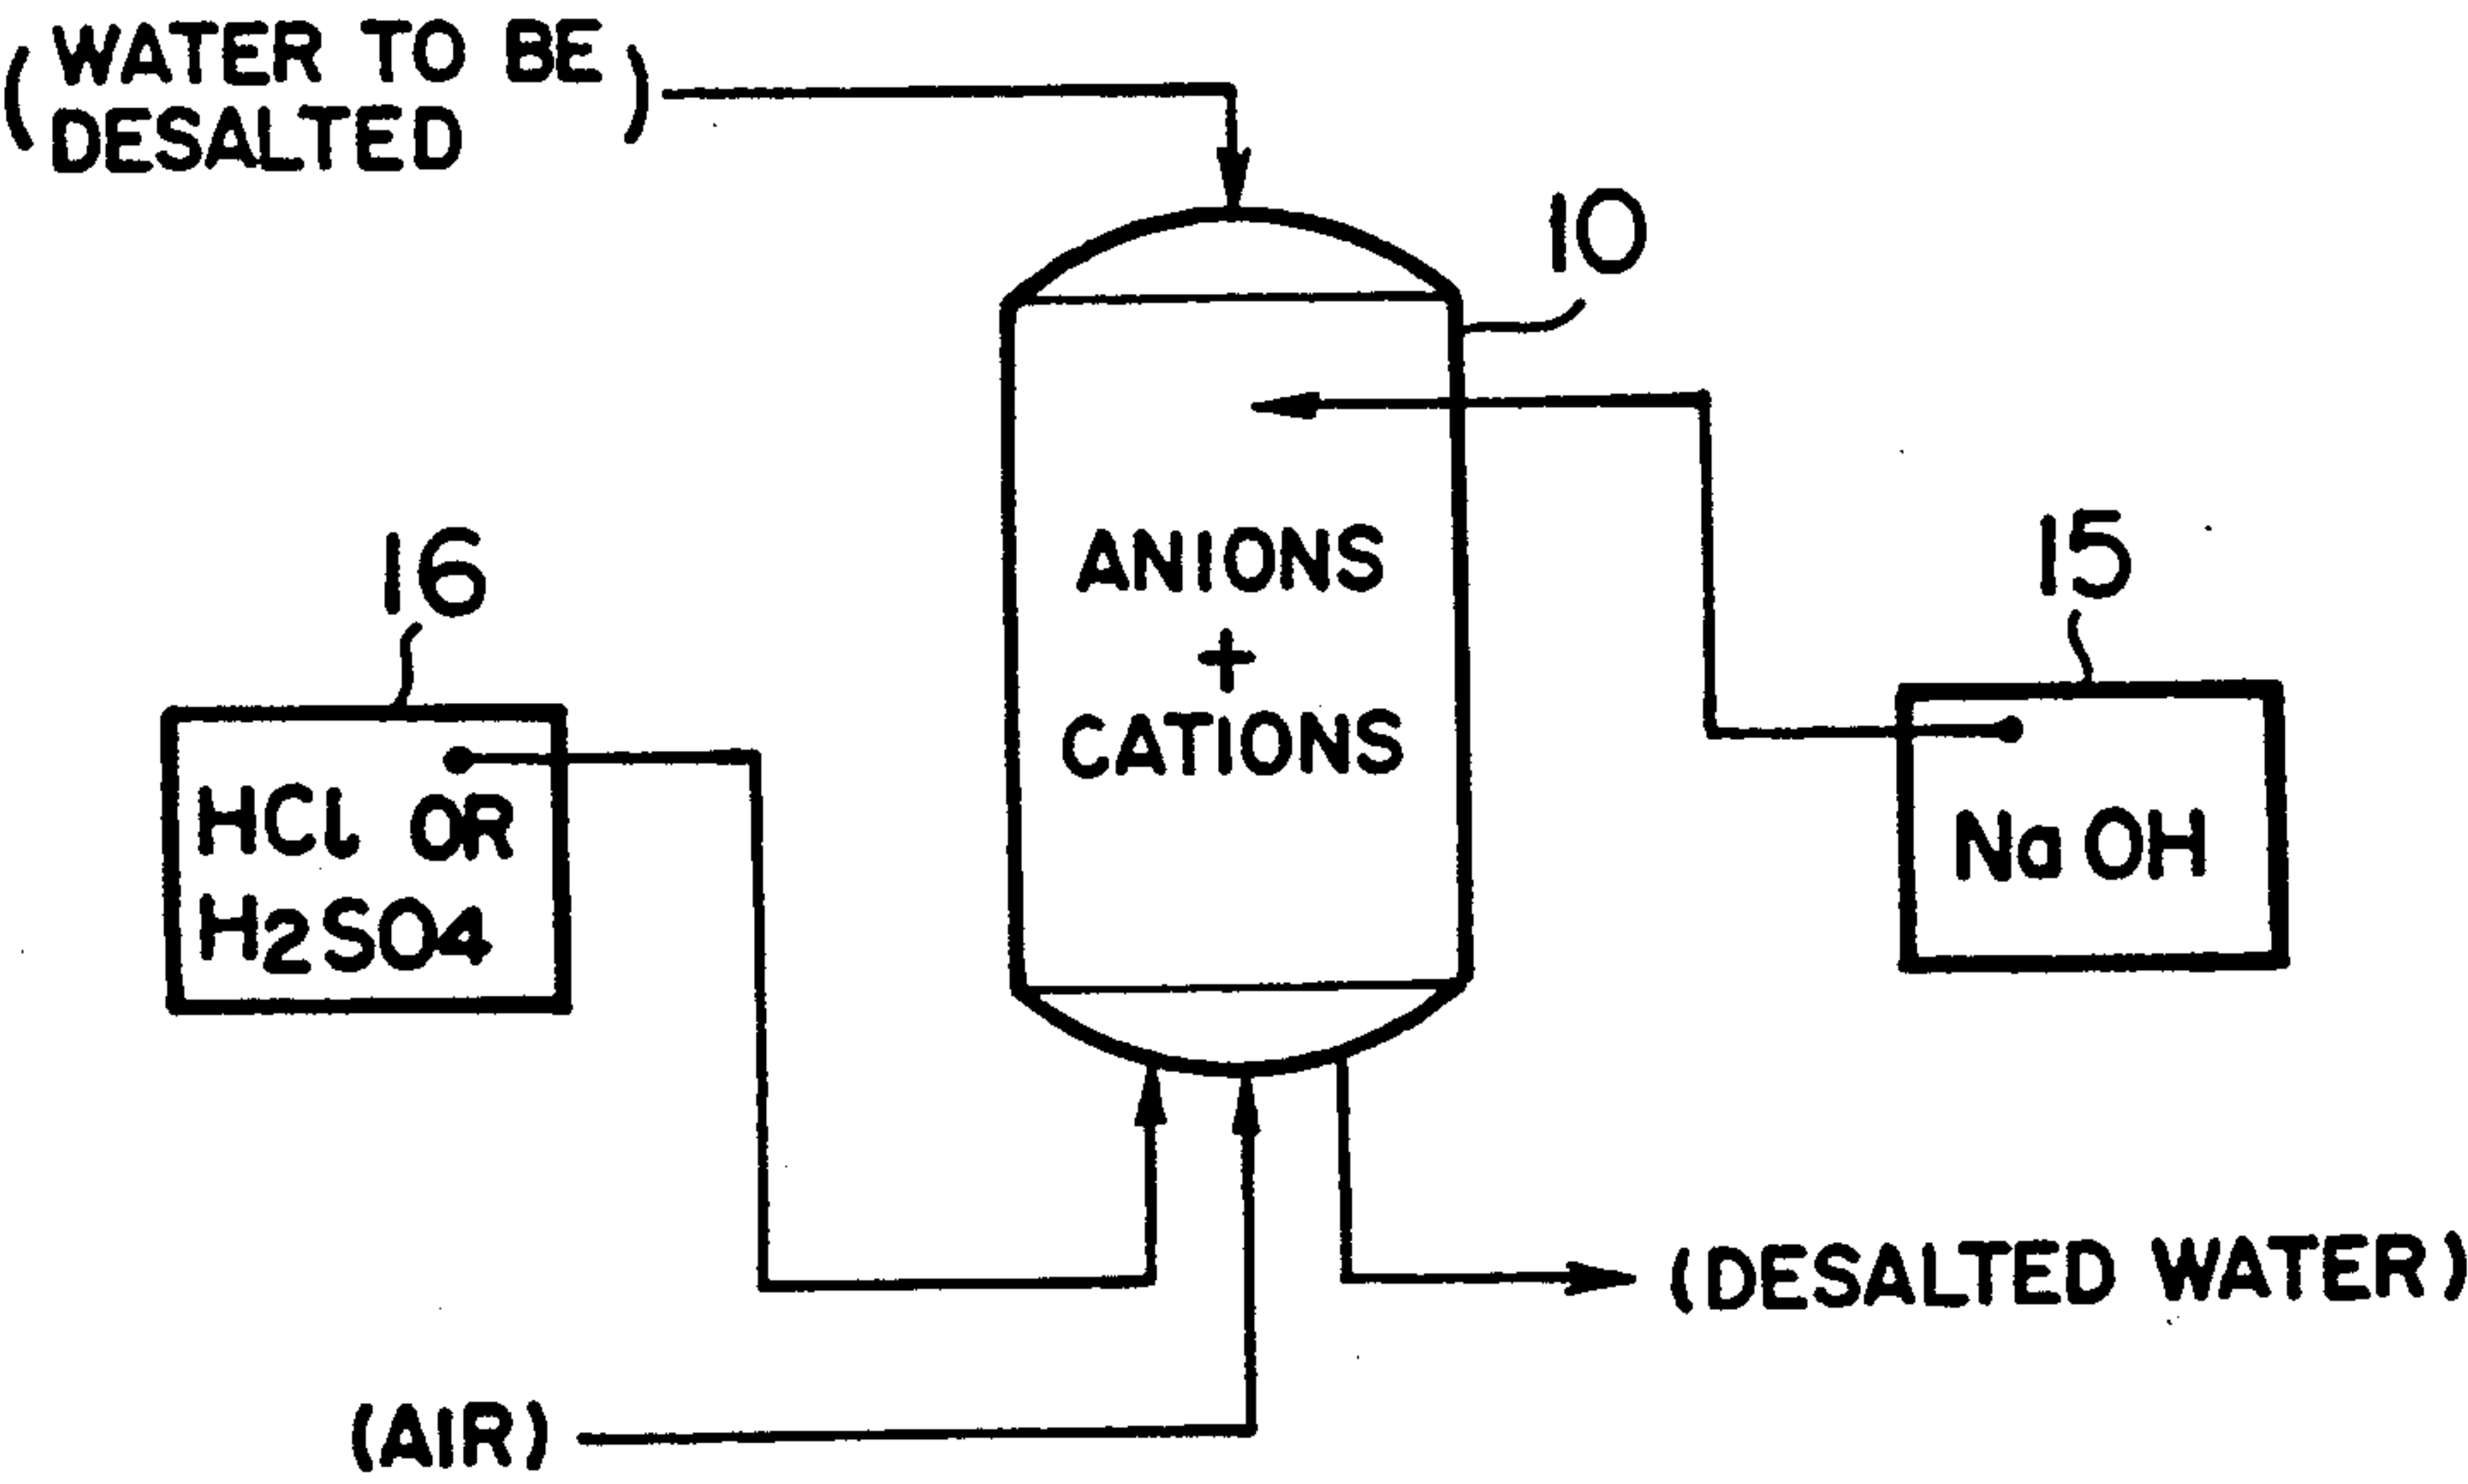 (WATER TO BE
DESALTED)
10
ANIONS
+
CATIONS
16
HCl OR
H2SO4
15
NaOH
(DESALTED WATER)
(AIR)